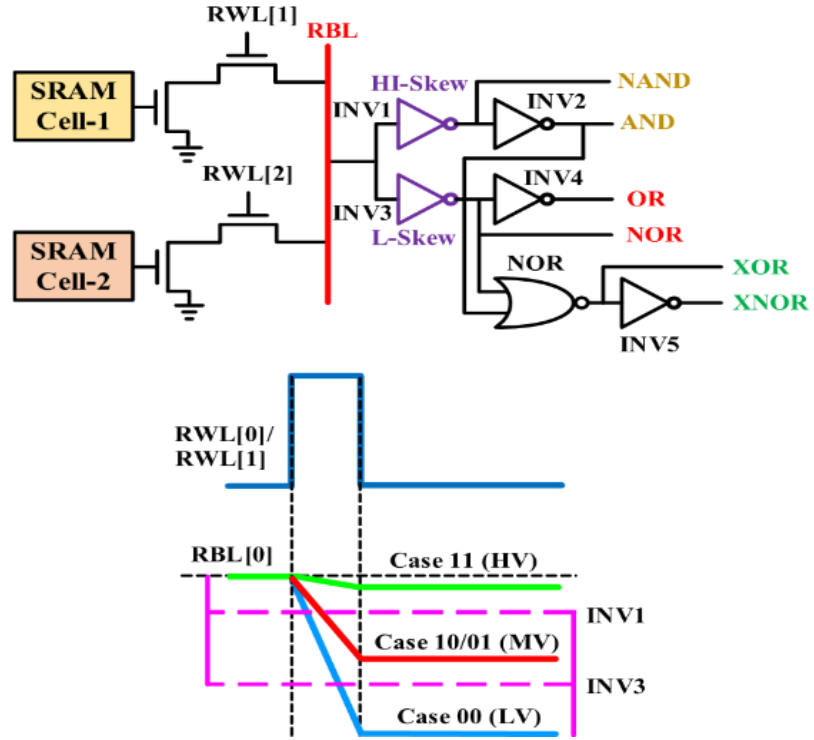 RWL[1]
RBL
SRAM
Cell-1
HI-Skew
NAND
INV1
INV2
AND
RWL[2]
INV4
OR
INV3
L-Skew
NOR
NOR
SRAM
Cell-2
XOR
XNOR
INV5
RWL[0]/
RWL[1]
RBL[0]
Case 11 (HV)
INV1
Case 10/01 (MV)
INV3
Case 00 (LV)